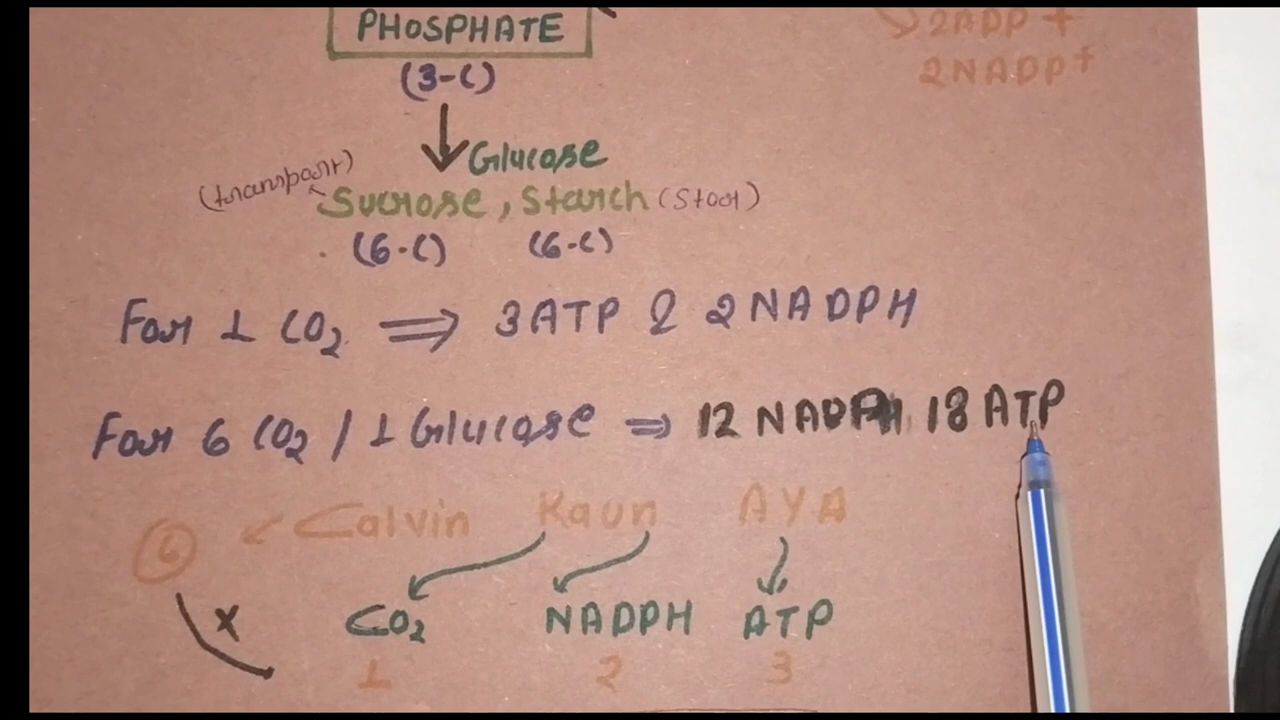 PHOSPHATE
(3-C)
2ADP +
2NADP+
Glucose
(transport)
Sucrose, Starch (Stor)
(6-C) (6-C)
For 1 CO2 ⟹ 3ATP & 2NADPH
For 6 CO2 / 1 Glucose ⇒ 12 NADPH 18 ATP
6 ← Calvin Kaun AYA
x
CO2 NADPH ATP
1 2 3